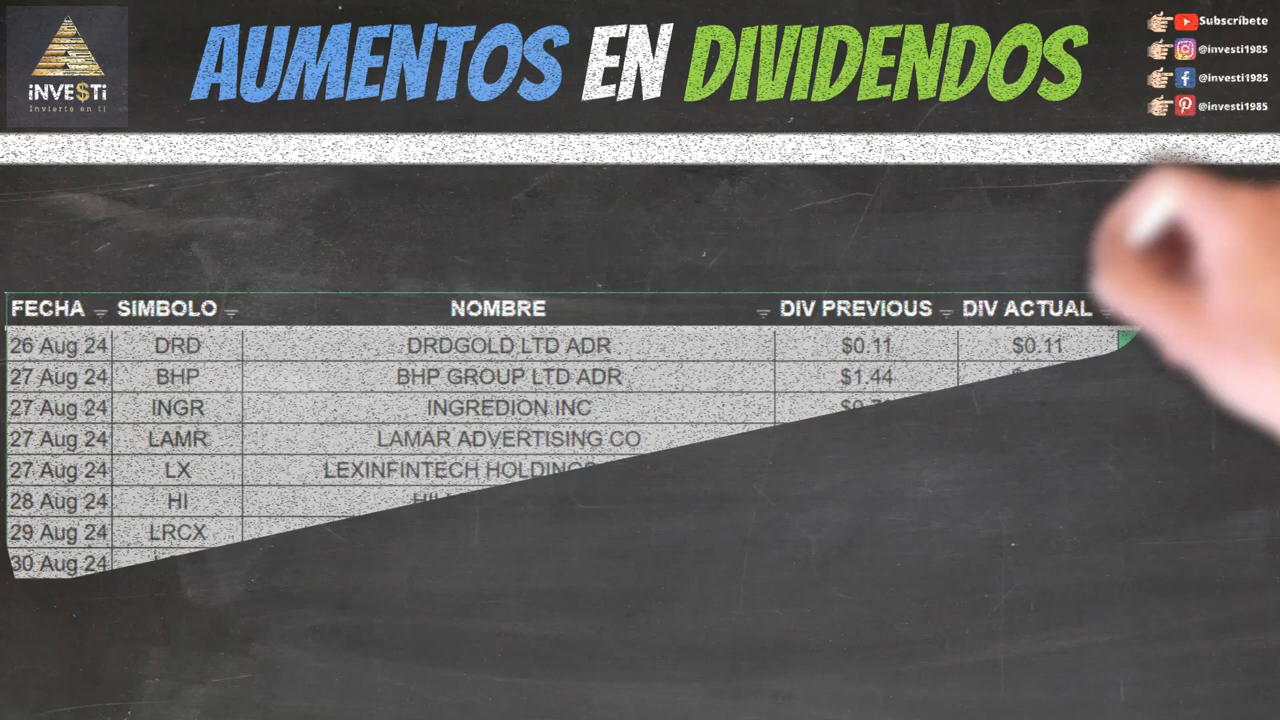 iNVE$Ti
Invierte en ti
AUMENTOS EN DIVIDENDOS
Subscríbete
@investi1985
@investi1985
@investi1985
FECHA SIMBOLO NOMBRE DIV PREVIOUS DIV ACTUAL
26 Aug 24 DRD DRDGOLD LTD ADR $0.11 $0.11
27 Aug 24 BHP BHP GROUP LTD ADR $1.44
27 Aug 24 INGR INGREDION INC
27 Aug 24 LAMR LAMAR ADVERTISING CO
27 Aug 24 LX LEXINFINTECH
28 Aug 24 HI
29 Aug 24 LRCX
30 Aug 24